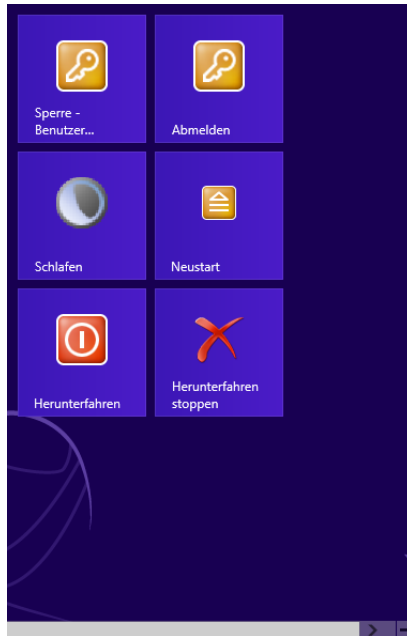 Sperre -
Benutzer...
Abmelden
Schlafen
Neustart
Herunterfahren
Herunterfahren
stoppen